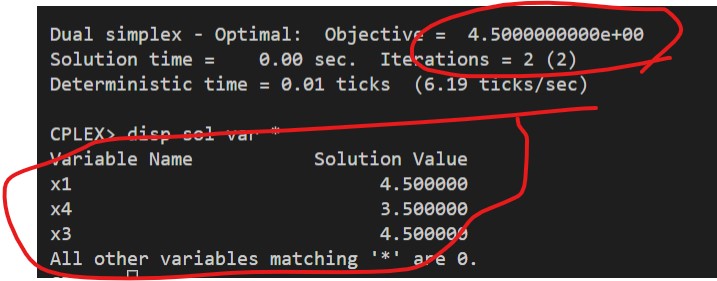 Dual simplex - Optimal:  Objective =  4.5000000000e+00
Solution time =    0.00 sec.  Iterations = 2 (2)
Deterministic time = 0.01 ticks  (6.19 ticks/sec)
CPLEX> disp sol var *
Variable Name           Solution Value
x1                            4.500000
x4                            3.500000
x3                            4.500000
All other variables matching '*' are 0.